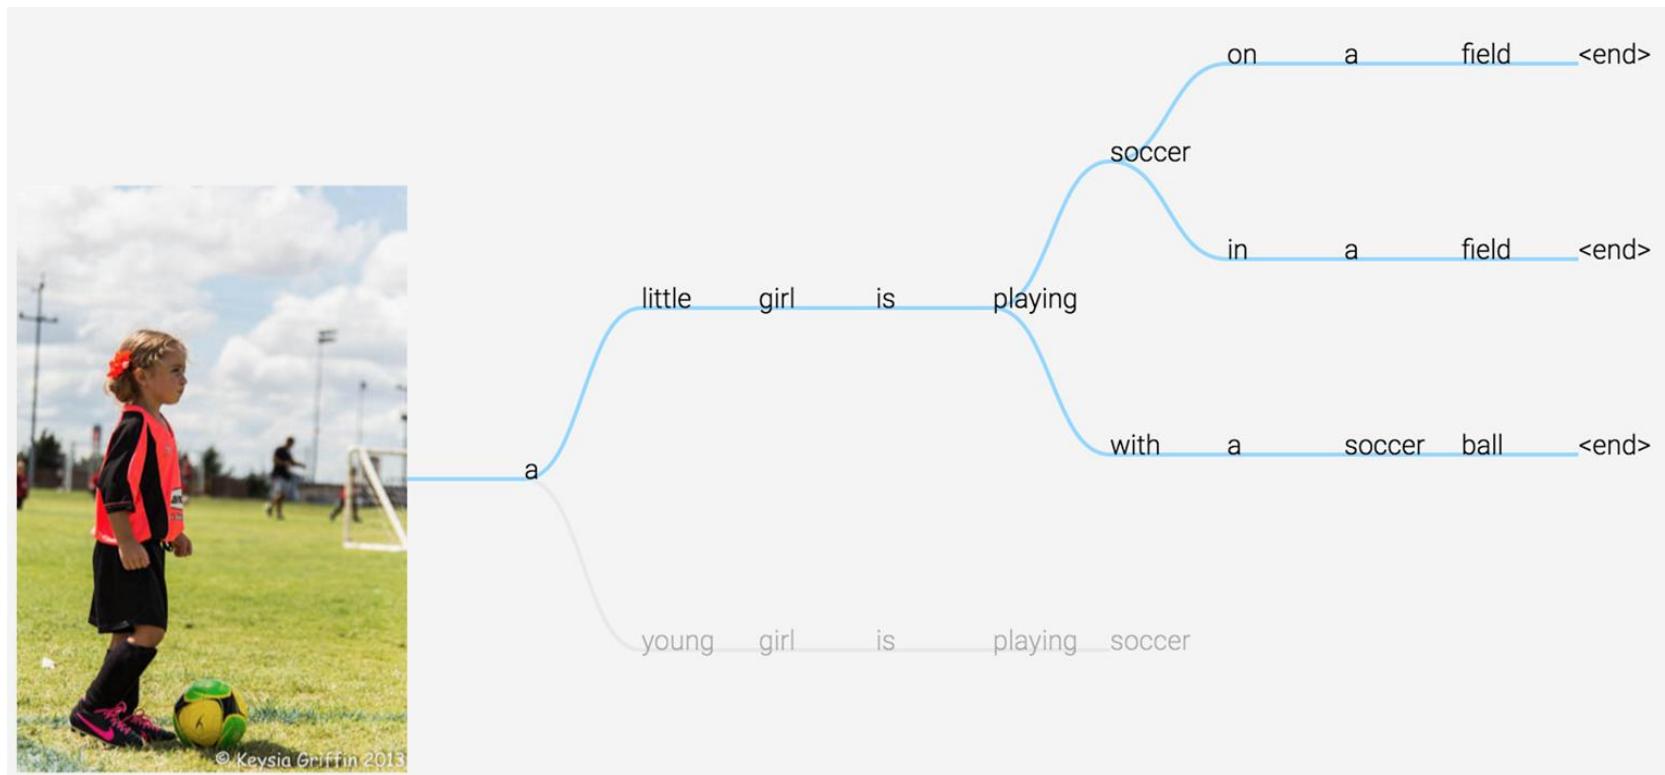 on a field <end>
soccer
in a field <end>
little girl is playing
with a soccer ball <end>
a
young girl is playing soccer
© Keysia Griffin 2013